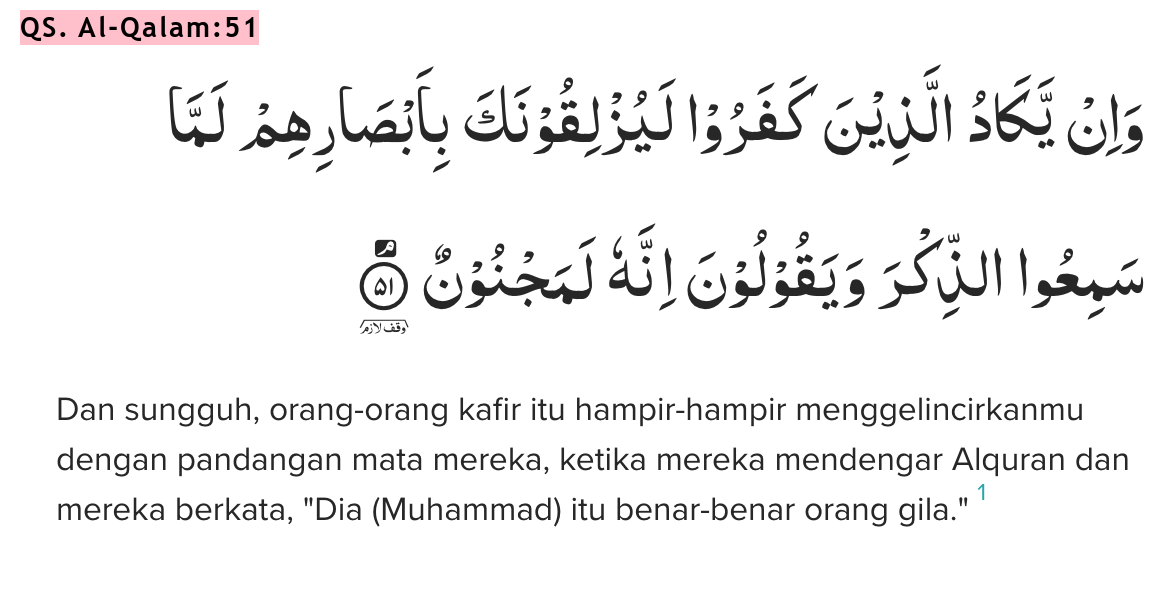 QS. Al-Qalam:51
وَاِنْ يَّكَادُ الَّذِيْنَ كَفَرُوْا لَيُزْلِقُوْنَكَ بِاَبْصَارِهِمْ لَمَّا
سَمِعُوا الذِّكْرَ وَيَقُوْلُوْنَ اِنَّهٗ لَمَجْنُوْنٌ ۘ ٥١
وقف لازم
Dan sungguh, orang-orang kafir itu hampir-hampir menggelincirkanmu
dengan pandangan mata mereka, ketika mereka mendengar Alquran dan
mereka berkata, "Dia (Muhammad) itu benar-benar orang gila." 1